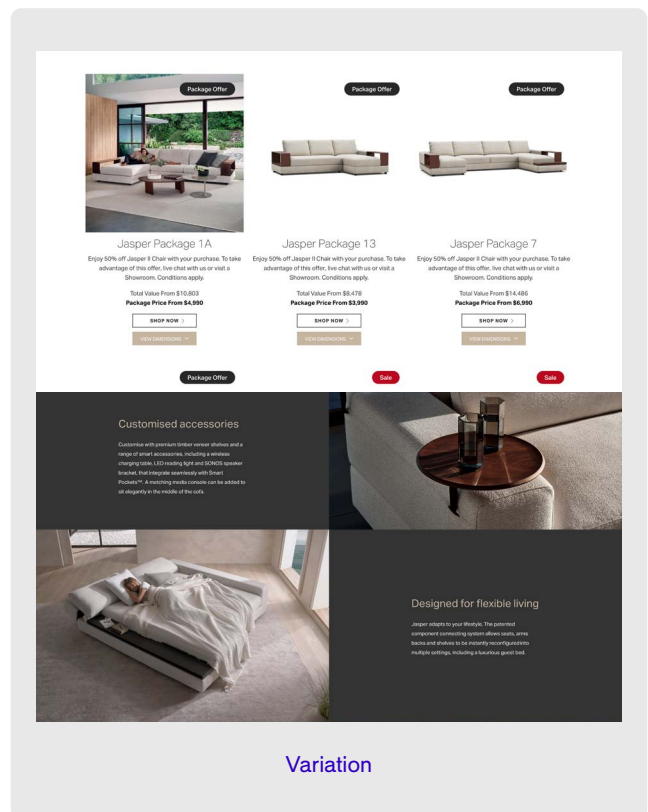 Package Offer
Package Offer
Package Offer
Jasper Package 1A
Enjoy 50% off Jasper II Chair with your purchase. To take
advantage of this offer, live chat with us or visit a
Showroom. Conditions apply.
Total Value From $10,803
Package Price From $4,990
SHOP NOW >
VIEW DIMENSIONS
Jasper Package 13
Enjoy 50% off Jasper II Chair with your purchase. To take
advantage of this offer, live chat with us or visit a
Showroom. Conditions apply.
Total Value From $8,478
Package Price From $3,990
SHOP NOW >
VIEW DIMENSIONS
Jasper Package 7
Enjoy 50% off Jasper II Chair with your purchase. To take
advantage of this offer, live chat with us or visit a
Showroom. Conditions apply.
Total Value From $14,486
Package Price From $6,990
SHOP NOW >
VIEW DIMENSIONS
Package Offer
Sale
Sale
Customised accessories
Customise with premium timber veneer shelves and a
range of smart accessories, including a wireless
charging table, LED reading light and SONOS speaker
bracket, that integrate seamlessly with Smart
Pockets™. A matching media console can be added to
sit elegantly in the middle of the sofa.
Designed for flexible living
Jasper adapts to your lifestyle. The patented
component connecting system allows seats, arms
backs and shelves to be instantly reconfigured into
multiple settings, including a luxurious guest bed.
Variation